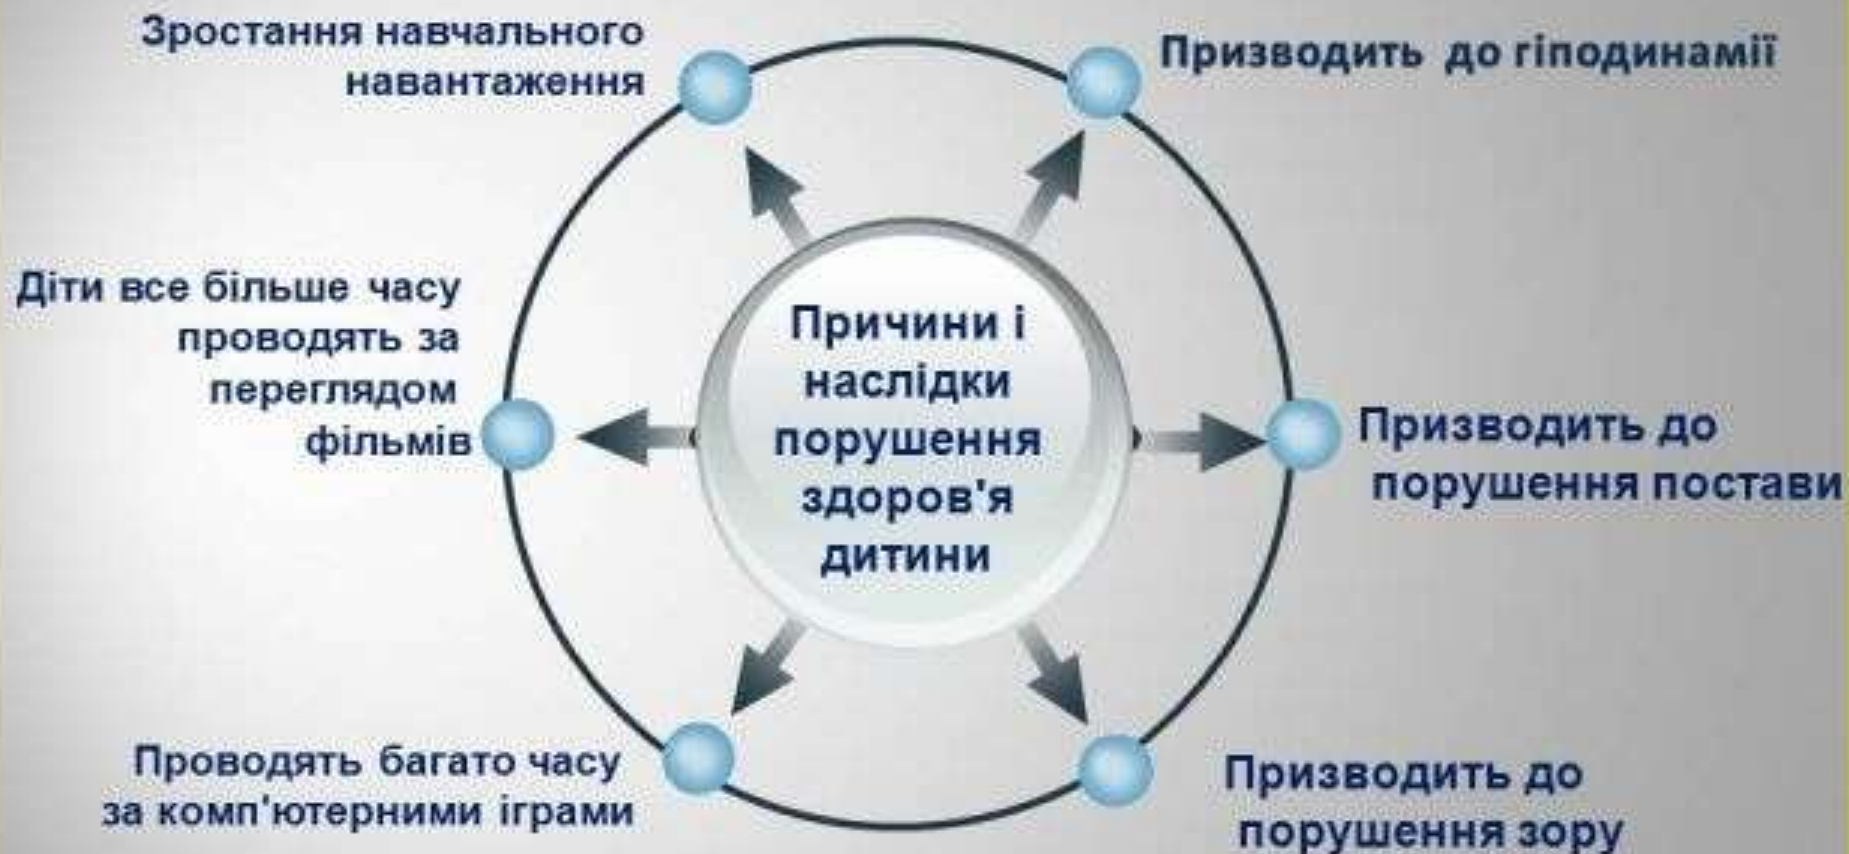 Зростання навчального
навантаження
Призводить до гіподинамії
Діти все більше часу
проводять за
переглядом
фільмів
Причини і
наслідки
порушення
здоров'я
дитини
Призводить до
порушення постави
Проводять багато часу
за комп'ютерними іграми
Призводить до
порушення зору